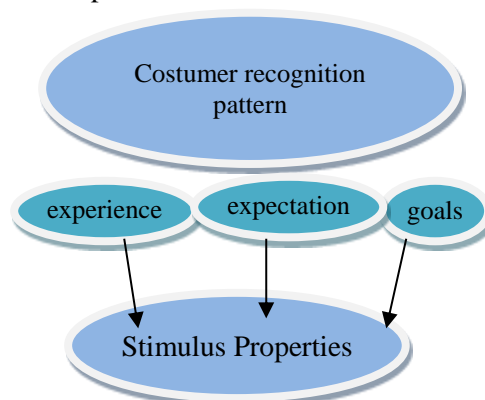 Costumer recognition
pattern
experience expectation goals
Stimulus Properties